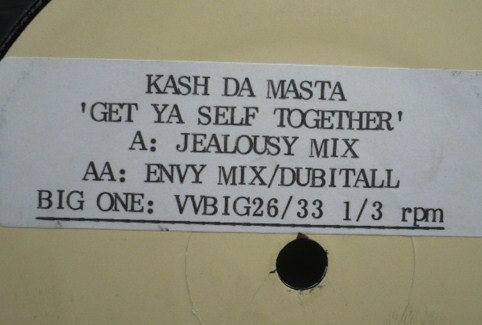 KASH DA MASTA
'GET YA SELF TOGETHER'
A: JEALOUSY MIX
AA: ENVY MIX/DUBITALL
BIG ONE: VVBIG26/33 1/3 rpm